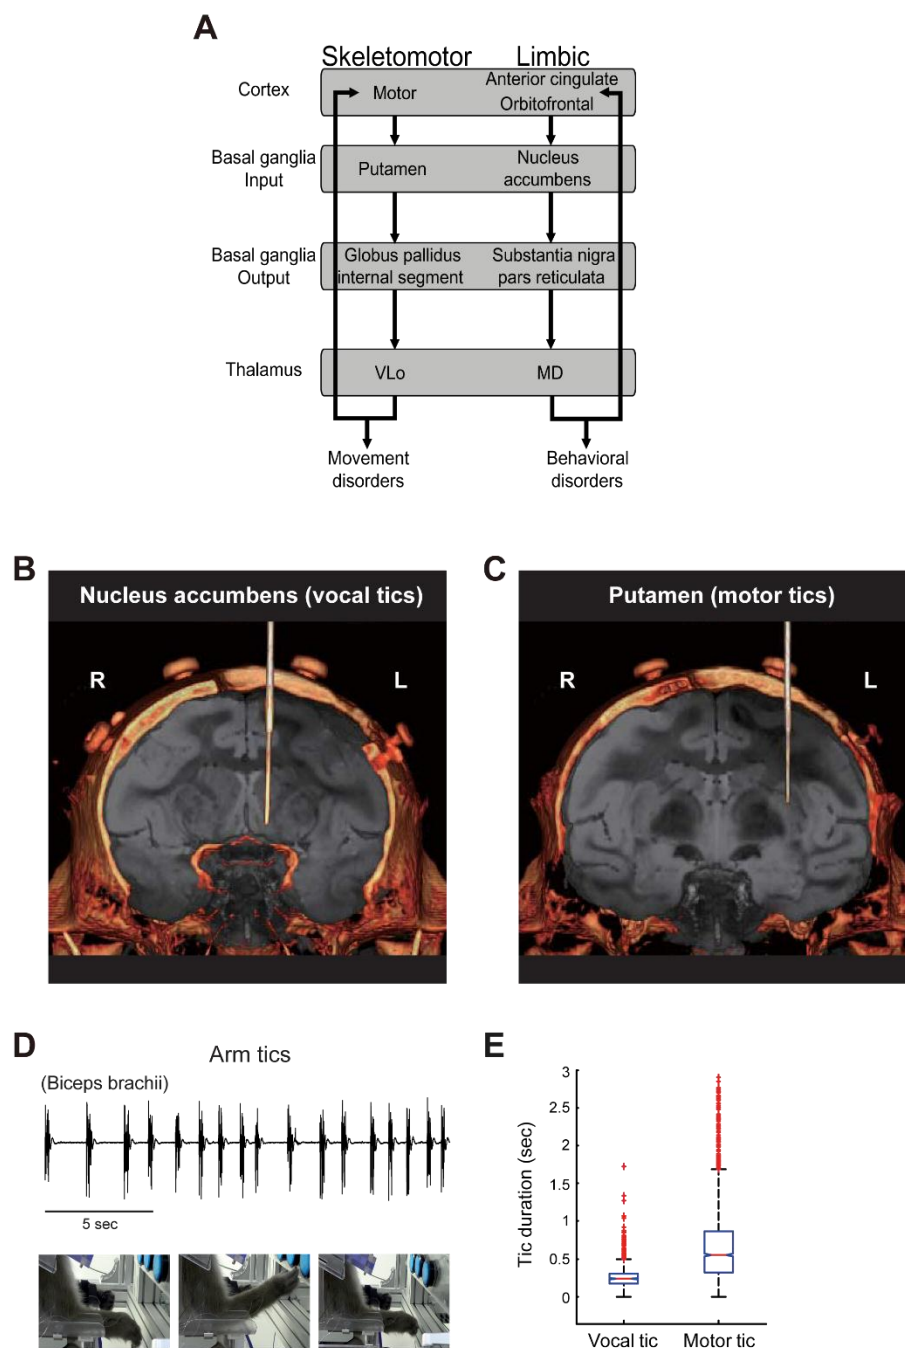 A
Skeletomotor Limbic
Cortex
Motor
Anterior cingulate
Orbitofrontal
Basal ganglia
Input
Putamen
Nucleus
accumbens
Basal ganglia
Output
Globus pallidus
internal segment
Substantia nigra
pars reticulata
Thalamus
VLo
MD
Movement
disorders
Behavioral
disorders
B
Nucleus accumbens (vocal tics)
R
L
C
Putamen (motor tics)
R
L
D
Arm tics
(Biceps brachii)
5 sec
E
Tic duration (sec)
3
2.5
2
1.5
1
0.5
0
Vocal tic
Motor tic